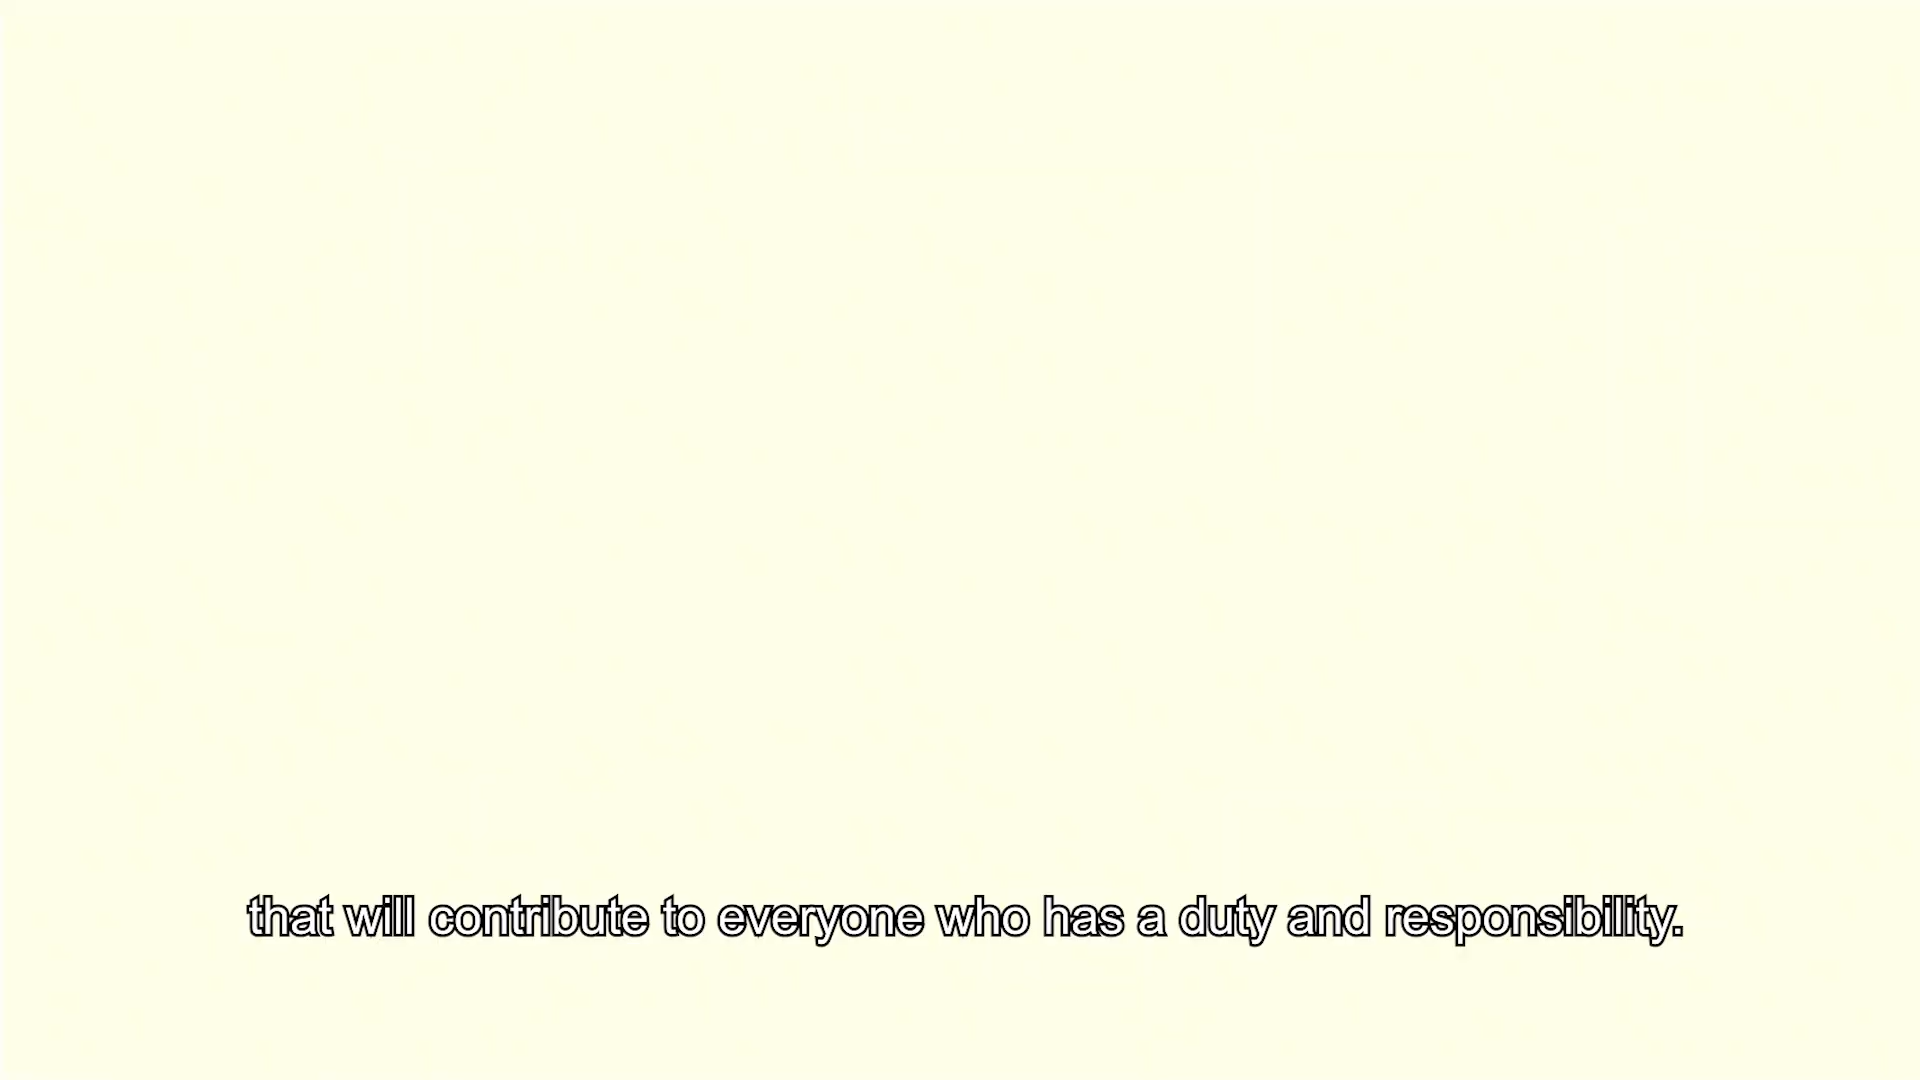 that will contribute to everyone who has a duty and responsibility.